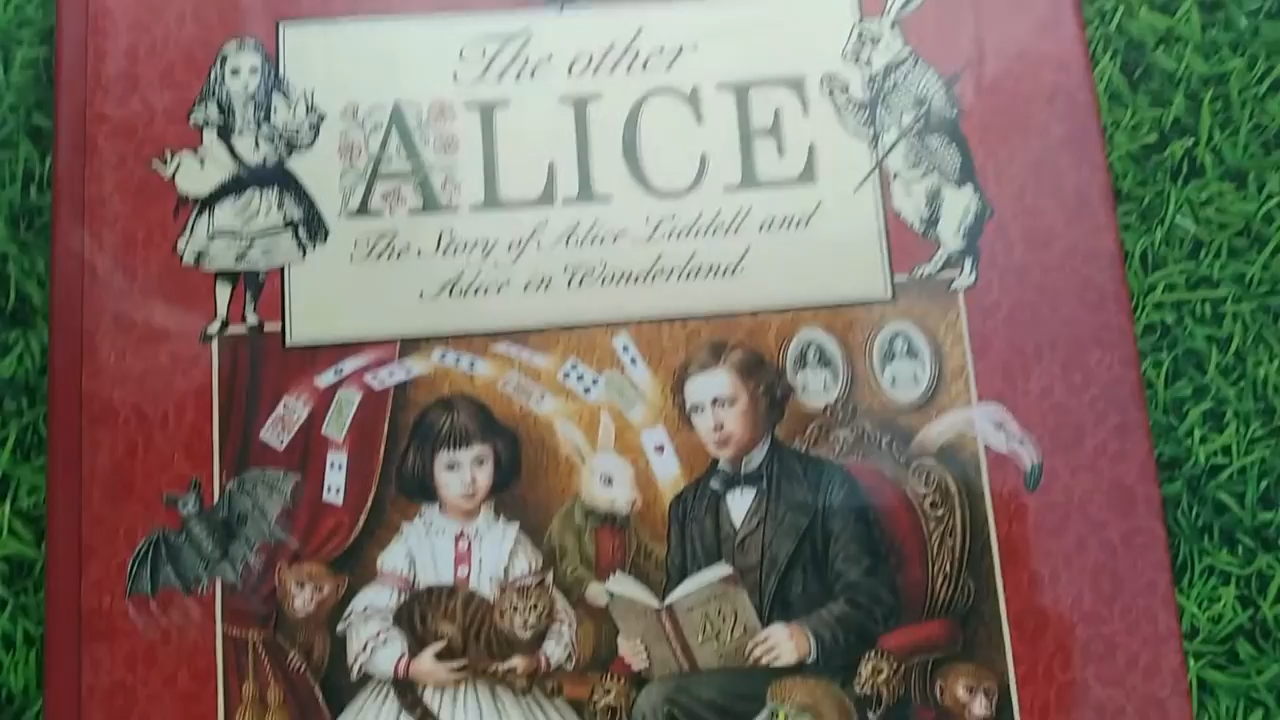 The other
ALICE
The Story of Alice Liddell and
Alice in Wonderland